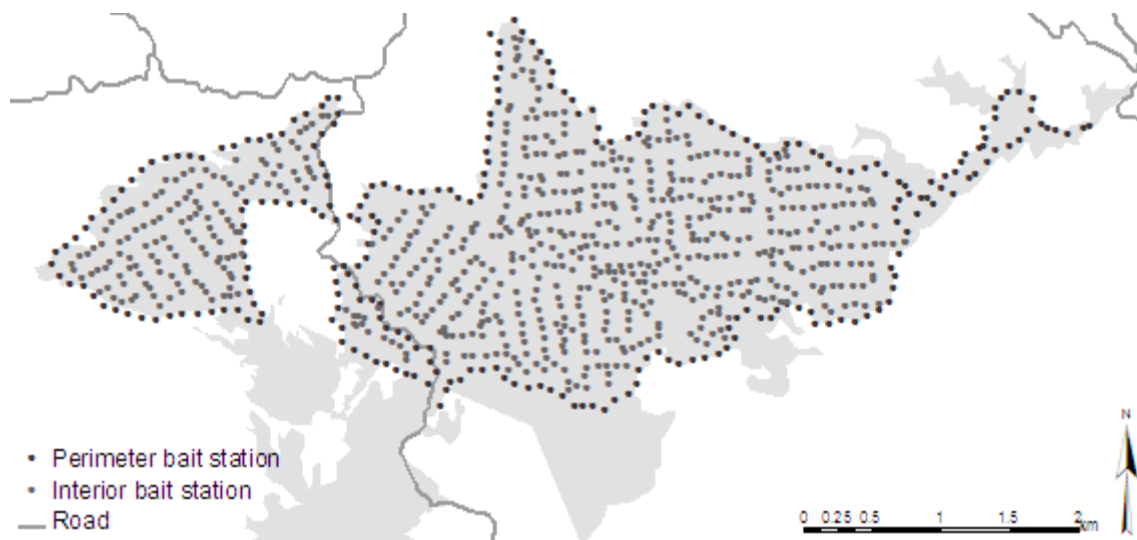 N
Perimeter bait station
Interior bait station
Road
0 0.25 0.5 1 1.5 2
km